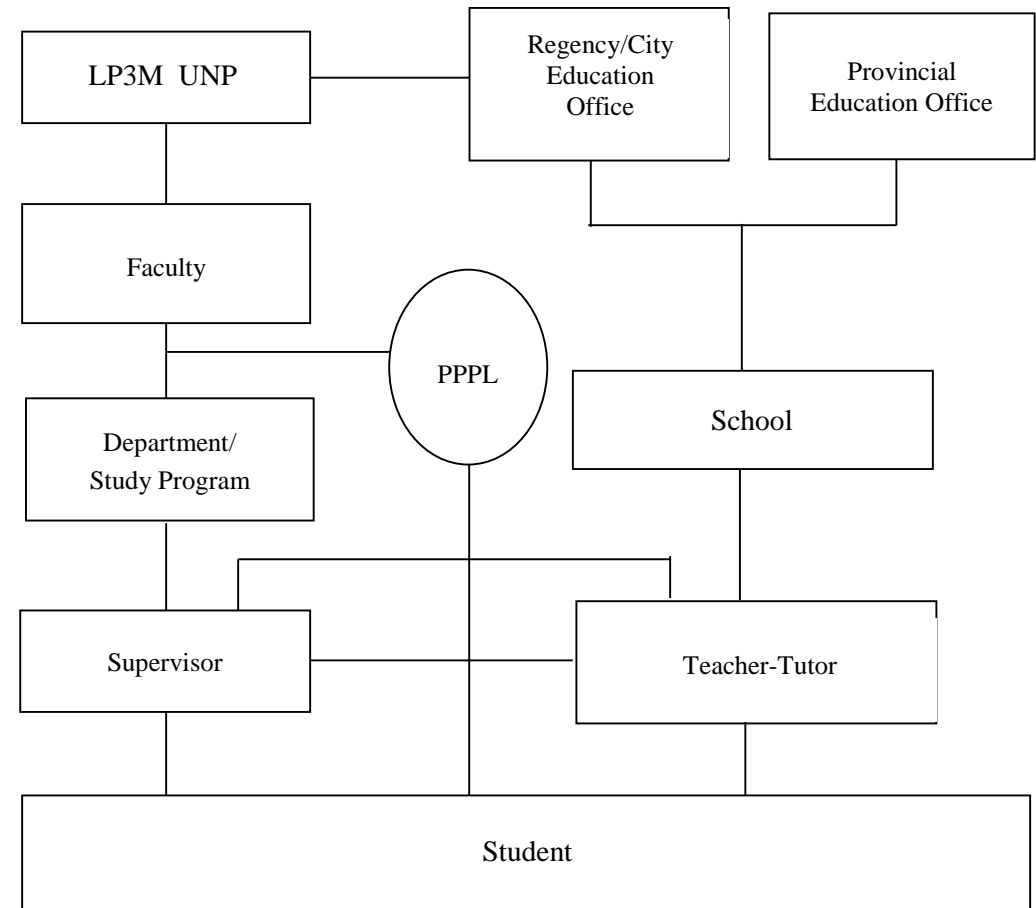 LP3M UNP
Regency/City
Education
Office
Provincial
Education Office
Faculty
PPPL
School
Department/
Study Program
Supervisor
Teacher-Tutor
Student